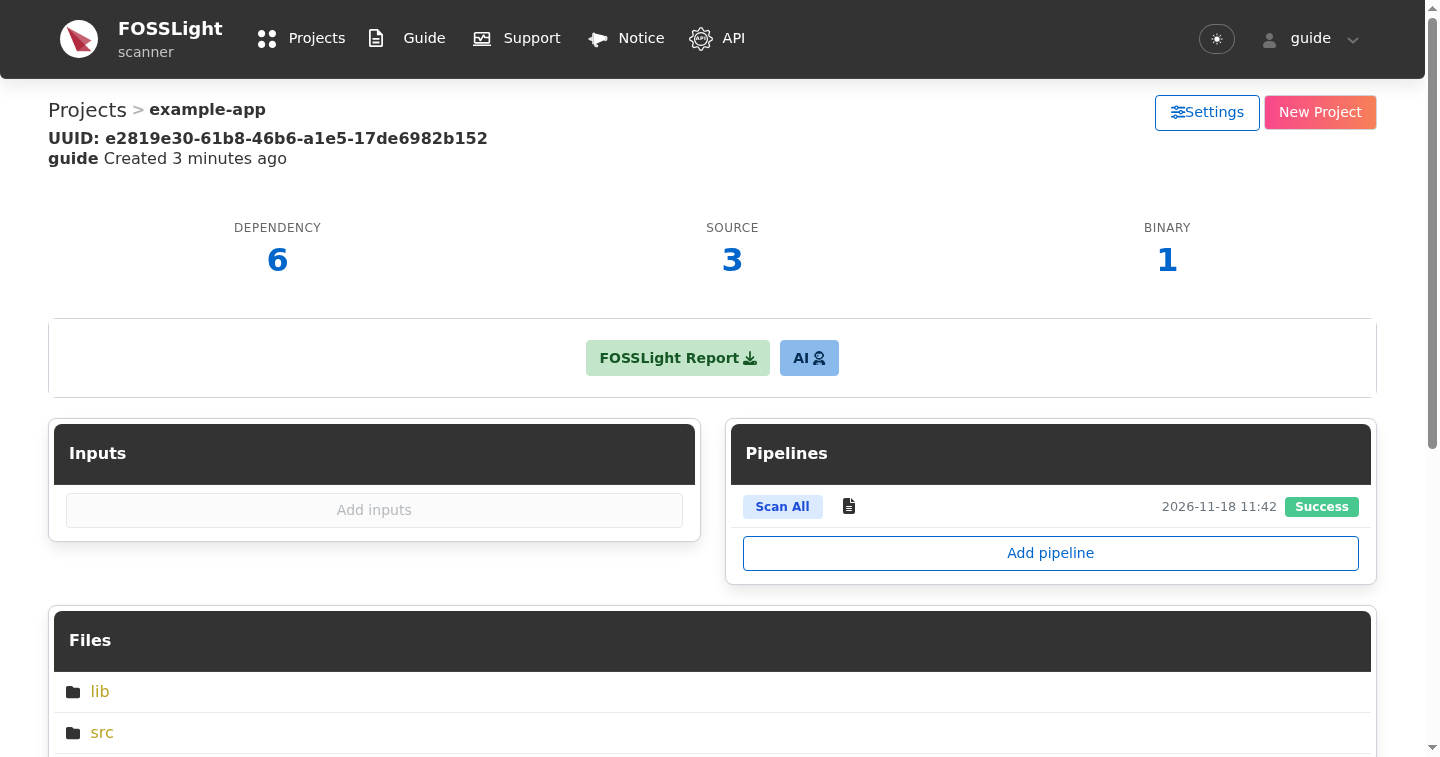 FOSSLight
scanner
Projects
Guide
Support
Notice
API
guide
Projects > example-app
Settings
New Project
UUID: e2819e30-61b8-46b6-a1e5-17de6982b152
guide Created 3 minutes ago
DEPENDENCY
6
SOURCE
3
BINARY
1
FOSSLight Report
AI
Inputs
Add inputs
Pipelines
Scan All
2026-11-18 11:42
Success
Add pipeline
Files
lib
src